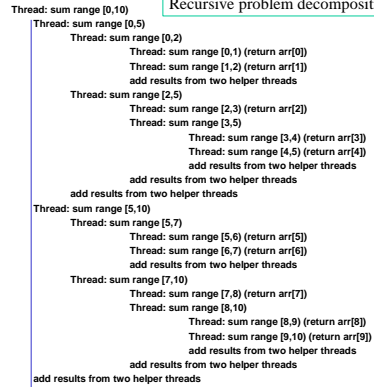 Recursive problem decomposit
Thread: sum range [0,10)
Thread: sum range [0,5)
Thread: sum range [0,2)
Thread: sum range [0,1) (return arr[0])
Thread: sum range [1,2) (return arr[1])
add results from two helper threads
Thread: sum range [2,5)
Thread: sum range [2,3) (return arr[2])
Thread: sum range [3,5)
Thread: sum range [3,4) (return arr[3])
Thread: sum range [4,5) (return arr[4])
add results from two helper threads
add results from two helper threads
add results from two helper threads
Thread: sum range [5,10)
Thread: sum range [5,7)
Thread: sum range [5,6) (return arr[5])
Thread: sum range [6,7) (return arr[6])
add results from two helper threads
Thread: sum range [7,10)
Thread: sum range [7,8) (return arr[7])
Thread: sum range [8,10)
Thread: sum range [8,9) (return arr[8])
Thread: sum range [9,10) (return arr[9])
add results from two helper threads
add results from two helper threads
add results from two helper threads